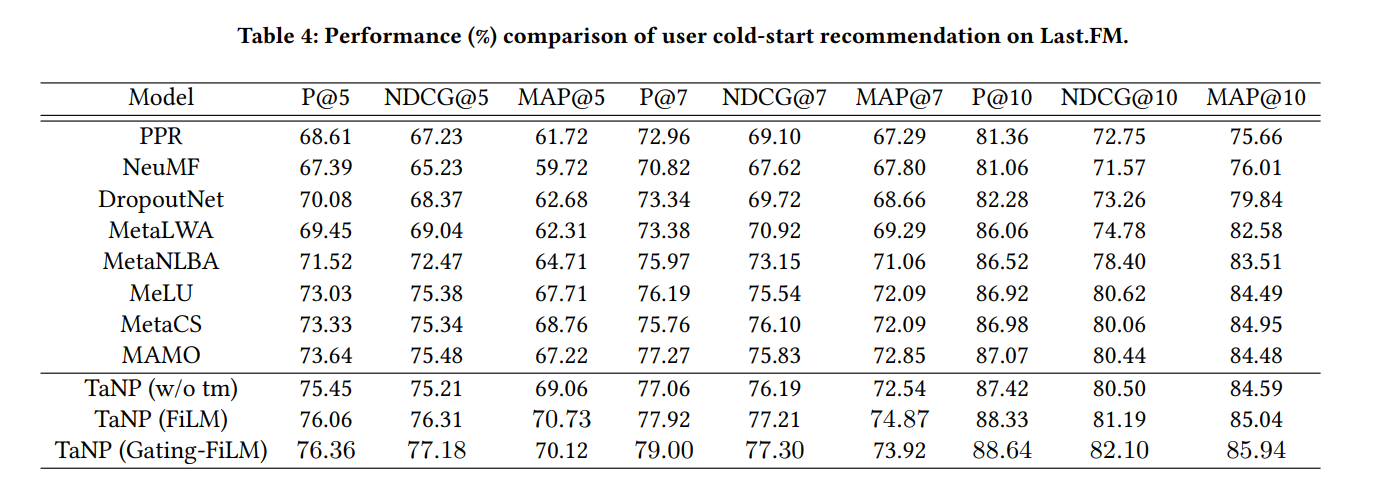 Table 4: Performance (%) comparison of user cold-start recommendation on Last.FM.
Model P@5 NDCG@5 MAP@5 P@7 NDCG@7 MAP@7 P@10 NDCG@10 MAP@10
PPR 68.61 67.23 61.72 72.96 69.10 67.29 81.36 72.75 75.66
NeuMF 67.39 65.23 59.72 70.82 67.62 67.80 81.06 71.57 76.01
DropoutNet 70.08 68.37 62.68 73.34 69.72 68.66 82.28 73.26 79.84
MetaLWA 69.45 69.04 62.31 73.38 70.92 69.29 86.06 74.78 82.58
MetaNLBA 71.52 72.47 64.71 75.97 73.15 71.06 86.52 78.40 83.51
MeLU 73.03 75.38 67.71 76.19 75.54 72.09 86.92 80.62 84.49
MetaCS 73.33 75.34 68.76 75.76 76.10 72.09 86.98 80.06 84.95
MAMO 73.64 75.48 67.22 77.27 75.83 72.85 87.07 80.44 84.48
TaNP (w/o tm) 75.45 75.21 69.06 77.06 76.19 72.54 87.42 80.50 84.59
TaNP (FiLM) 76.06 76.31 70.73 77.92 77.21 74.87 88.33 81.19 85.04
TaNP (Gating-FiLM) 76.36 77.18 70.12 79.00 77.30 73.92 88.64 82.10 85.94